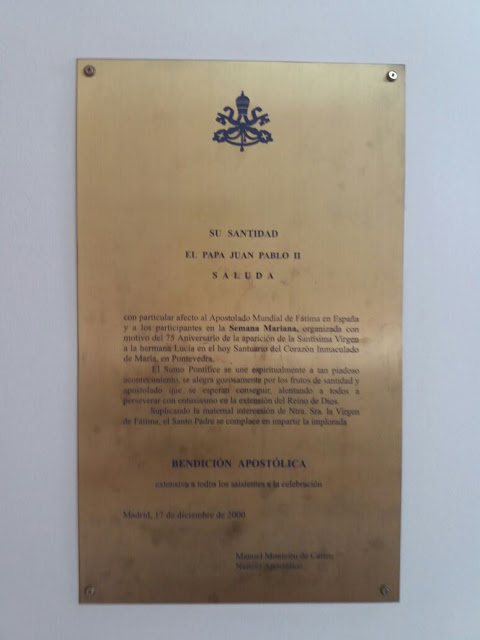 SU SANTIDAD
EL PAPA JUAN PABLO II
SALUDA
con particular afecto al Apostolado Mundial de Fátima en España
y a los participantes en la Semana Mariana, organizada con
motivo del 75 Aniversario de la aparición de la Santísima Virgen
a la hermana Lucía en el hoy Santuario del Corazón Inmaculado
de María, en Pontevedra.
El Sumo Pontífice se une espiritualmente a tan piadoso
acontecimiento, se alegra gozosamente por los frutos de santidad y
apostolado que se esperan conseguir, alentando a todos a
perseverar con entusiasmo en la extensión del Reino de Dios.
Suplicando la maternal intercesión de Ntra. Sra. la Virgen
de Fátima, el Santo Padre se complace en impartir la implorada
BENDICIÓN APOSTÓLICA
extensiva a todos los asistentes a la celebración
Madrid, 17 de diciembre de 2000
Manuel Monteiro de Castro
Nuncio Apostólico